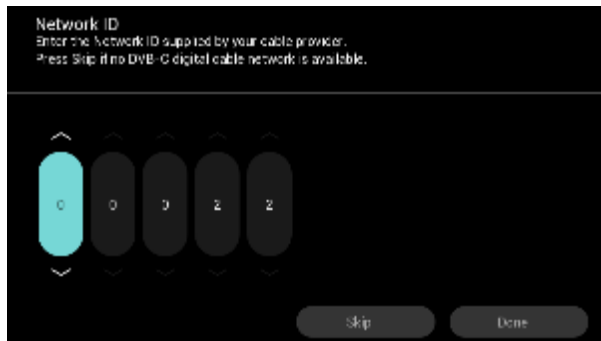 Network ID
Enter the Network ID supplied by your cable provider.
Press Skip if no DVB-C digital cable network is available.
0 0 0 2 2
Skip Done